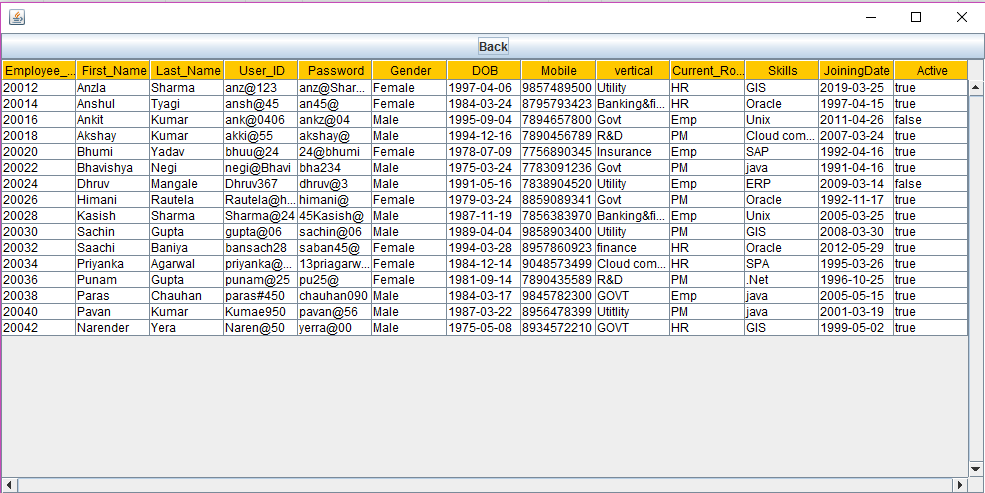 Back
Employee_... First_Name Last_Name User_ID Password Gender DOB Mobile vertical Current_Ro... Skills JoiningDate Active
20012 Anzla Sharma anz@123 anz@Shar... Female 1997-04-06 9857489500 Utility HR GIS 2019-03-25 true
20014 Anshul Tyagi ansh@45 an45@ Female 1984-03-24 8795793423 Banking&fi... HR Oracle 1997-04-15 true
20016 Ankit Kumar ank@0406 ankz@04 Male 1995-09-04 7894657800 Govt Emp Unix 2011-04-26 false
20018 Akshay Kumar akki@55 akshay@ Male 1994-12-16 7890456789 R&D PM Cloud com... 2007-03-24 true
20020 Bhumi Yadav bhuu@24 24@bhumi Female 1978-07-09 7756890345 Insurance Emp SAP 1992-04-16 true
20022 Bhavishya Negi negi@Bhavi bha234 Male 1975-03-24 7783091236 Govt PM java 1991-04-16 true
20024 Dhruv Mangale Dhruv367 dhruv@3 Male 1991-05-16 7838904520 Utility Emp ERP 2009-03-14 false
20026 Himani Rautela Rautela@h... himani@ Female 1979-03-24 8859089341 Govt PM Oracle 1992-11-17 true
20028 Kasish Sharma Sharma@24 45Kasish@ Male 1987-11-19 7856383970 Banking&fi... Emp Unix 2005-03-25 true
20030 Sachin Gupta gupta@06 sachin@06 Male 1989-04-04 9858903400 Utility PM GIS 2008-03-30 true
20032 Saachi Baniya bansach28 saban45@ Female 1994-03-28 8957860923 finance HR Oracle 2012-05-29 true
20034 Priyanka Agarwal priyanka@... 13priagarw... Female 1984-12-14 9048573499 Cloud com... HR SPA 1995-03-26 true
20036 Punam Gupta punam@25 pu25@ Female 1981-09-14 7890435589 R&D PM .Net 1996-10-25 true
20038 Paras Chauhan paras#450 chauhan090 Male 1984-03-17 9845782300 GOVT Emp java 2005-05-15 true
20040 Pavan Kumar Kumae950 pavan@56 Male 1987-03-22 8956478399 Utitlity PM java 2001-03-19 true
20042 Narender Yera Naren@50 yerra@00 Male 1975-05-08 8934572210 GOVT HR GIS 1999-05-02 true